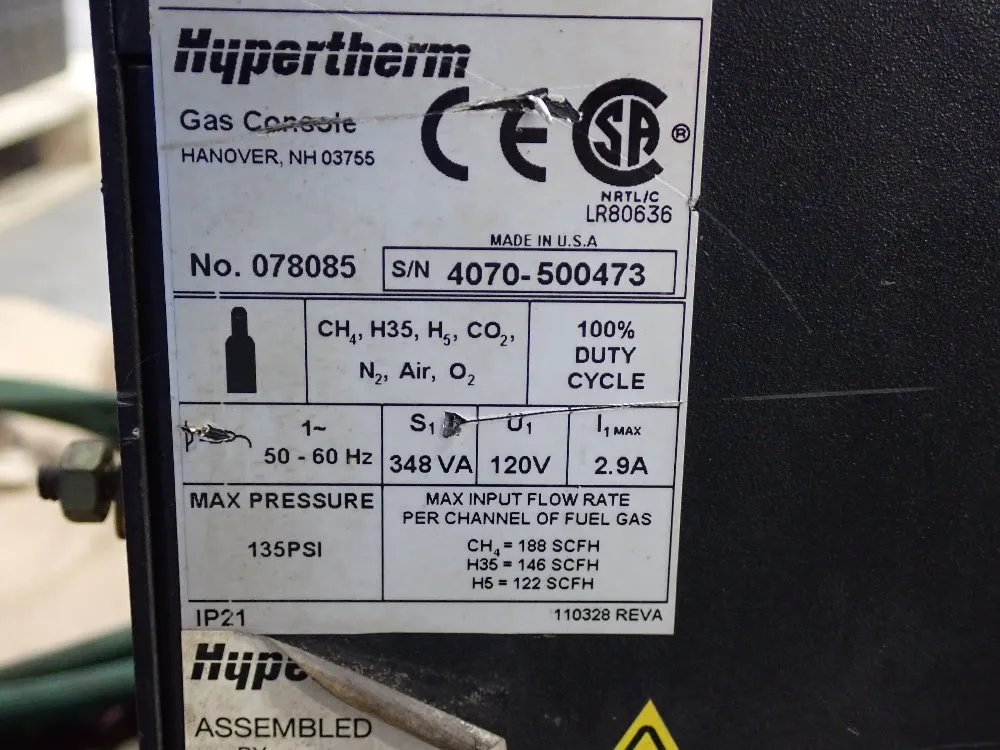 Hypertherm
Gas Console
HANOVER, NH 03755
CE SA ®
NRTL/C
LR80636
MADE IN U.S.A
No. 078085
S/N 4070-500473
CH₄, H35, H₅, CO₂,
N₂, Air, O₂
100%
DUTY
CYCLE
1~
50 - 60 Hz
S₁
348 VA
U₁
120V
I₁ MAX
2.9A
MAX PRESSURE
135PSI
MAX INPUT FLOW RATE
PER CHANNEL OF FUEL GAS
CH₄ = 188 SCFH
H35 = 146 SCFH
H5 = 122 SCFH
IP21
110328 REVA
ASSEMBLED